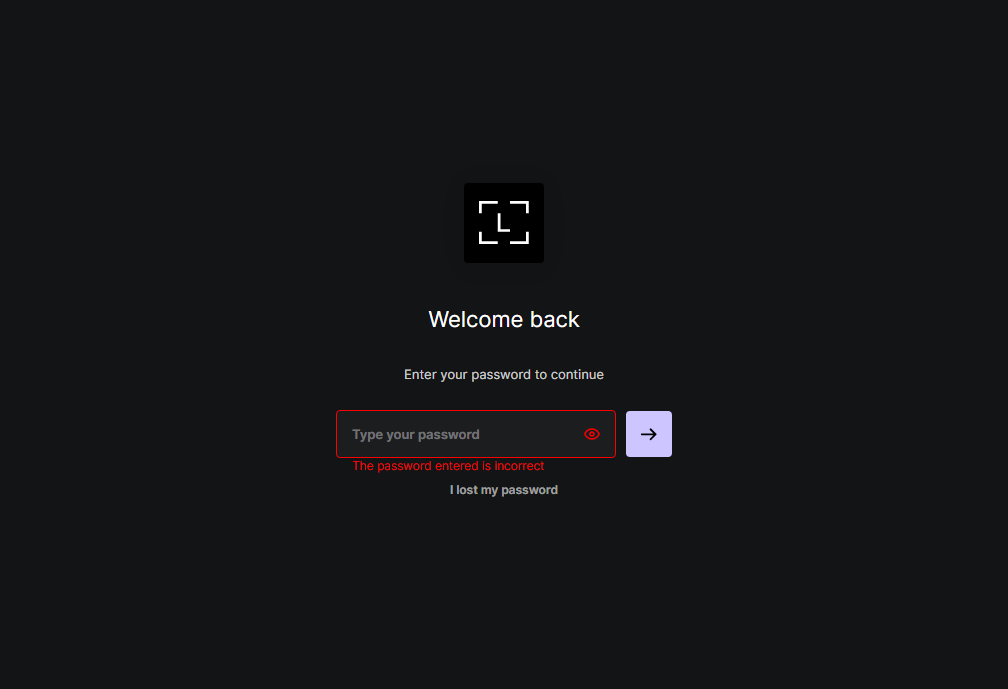 L
Welcome back
Enter your password to continue
Type your password
The password entered is incorrect
I lost my password